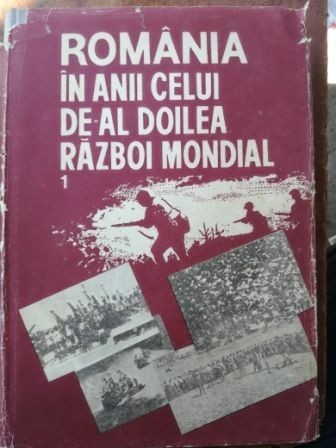 ROMÂNIA
ÎN ANII CELUI
DE-AL DOILEA
RĂZBOI MONDIAL
1